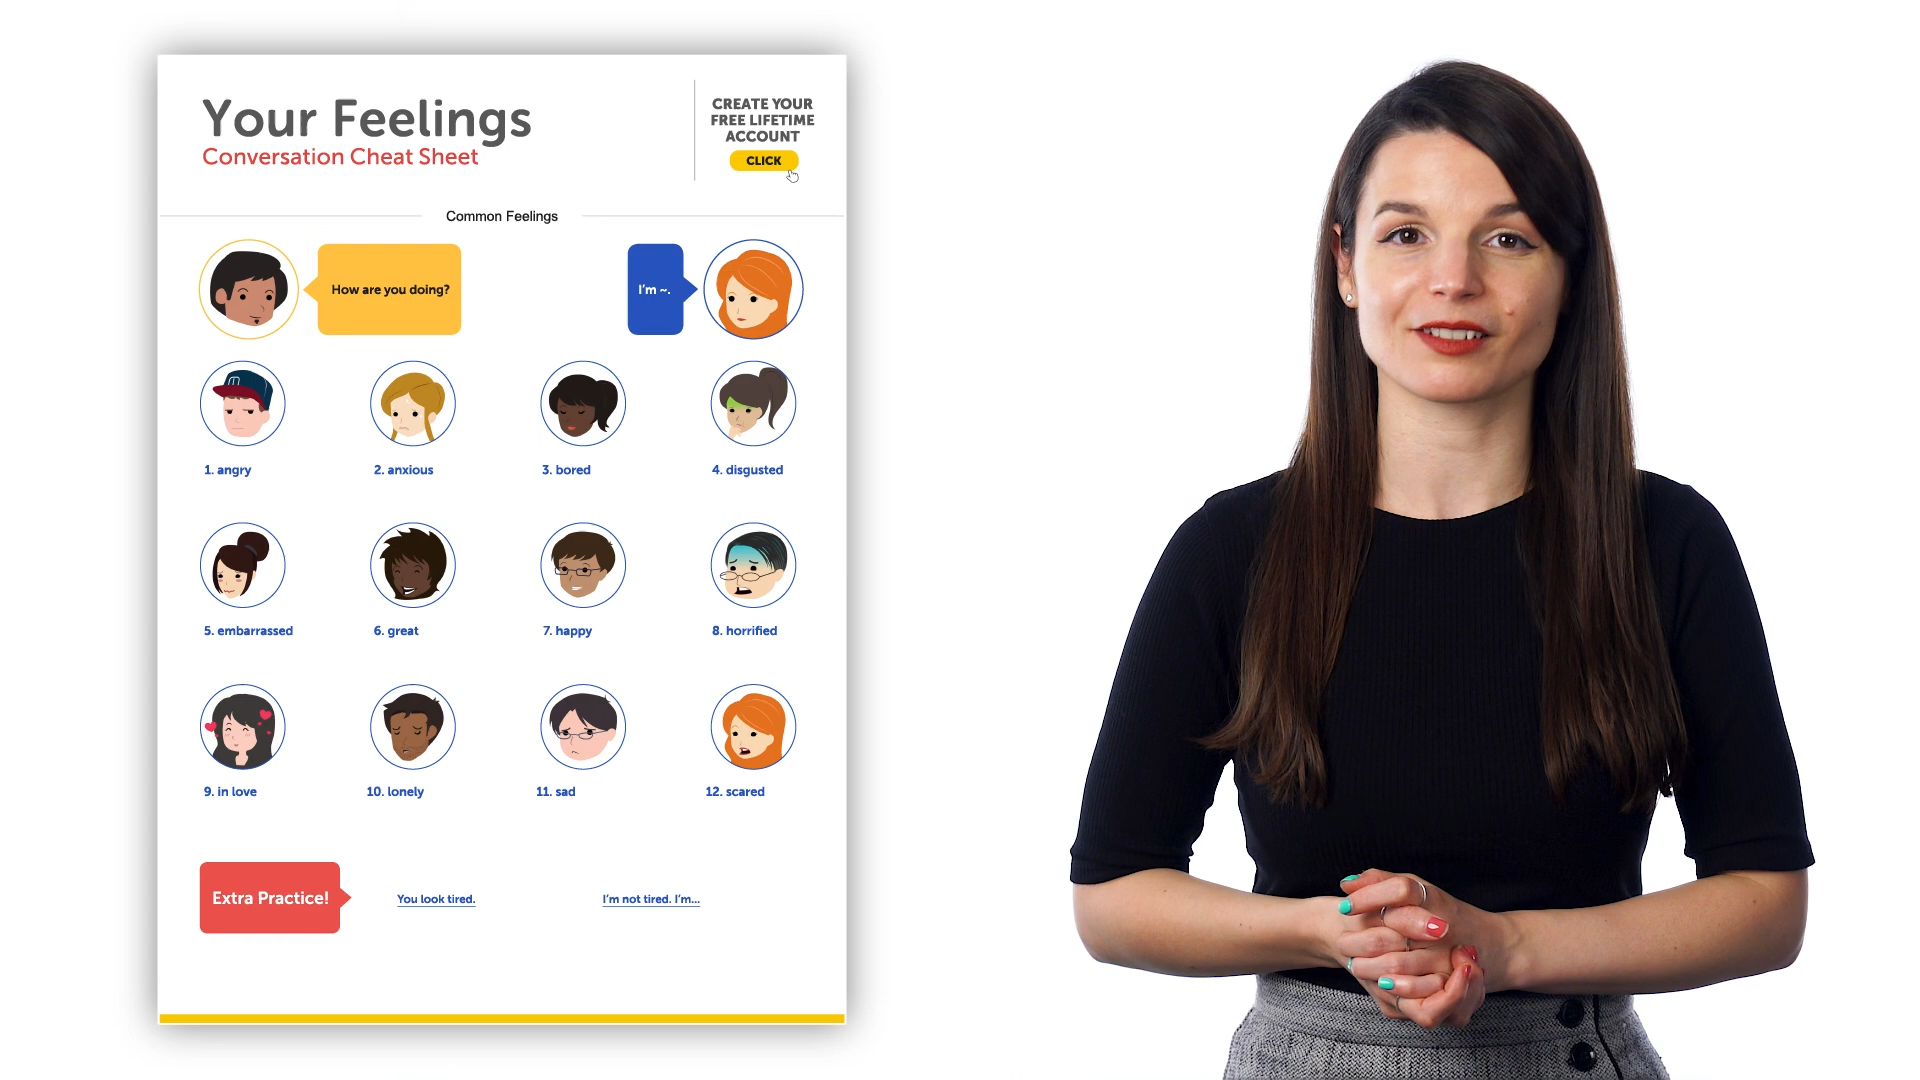 Your Feelings
Conversation Cheat Sheet
CREATE YOUR
FREE LIFETIME
ACCOUNT
CLICK
Common Feelings
How are you doing?
I'm ~.
1. angry
2. anxious
3. bored
4. disgusted
5. embarrassed
6. great
7. happy
8. horrified
9. in love
10. lonely
11. sad
12. scared
Extra Practice!
You look tired.
I'm not tired. I'm...